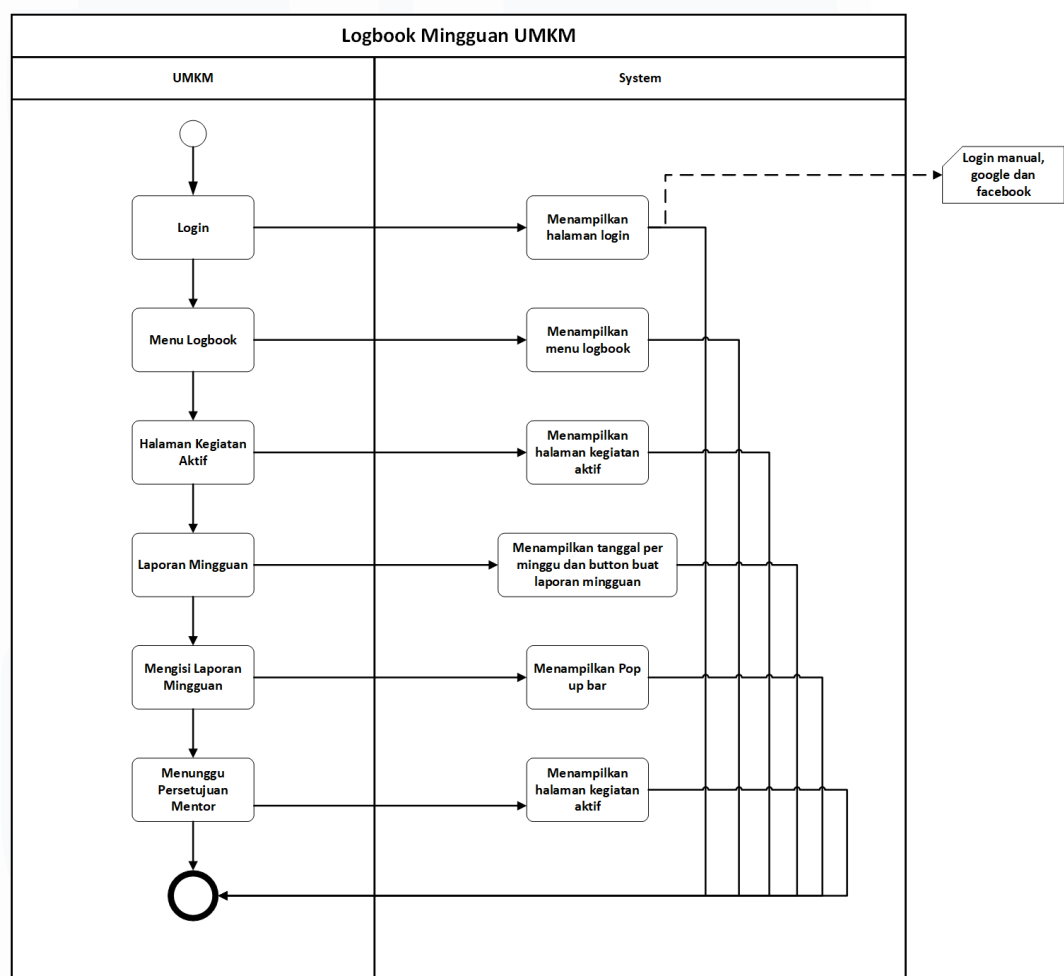 Logbook Mingguan UMKM
UMKM
System
Login manual,
google dan
facebook
Login
Menampilkan
halaman login
Menu Logbook
Menampilkan
menu logbook
Halaman Kegiatan
Aktif
Menampilkan
halaman kegiatan
aktif
Laporan Mingguan
Menampilkan tanggal per
minggu dan button buat
laporan mingguan
Mengisi Laporan
Mingguan
Menampilkan Pop
up bar
Menunggu
Persetujuan
Mentor
Menampilkan
halaman kegiatan
aktif